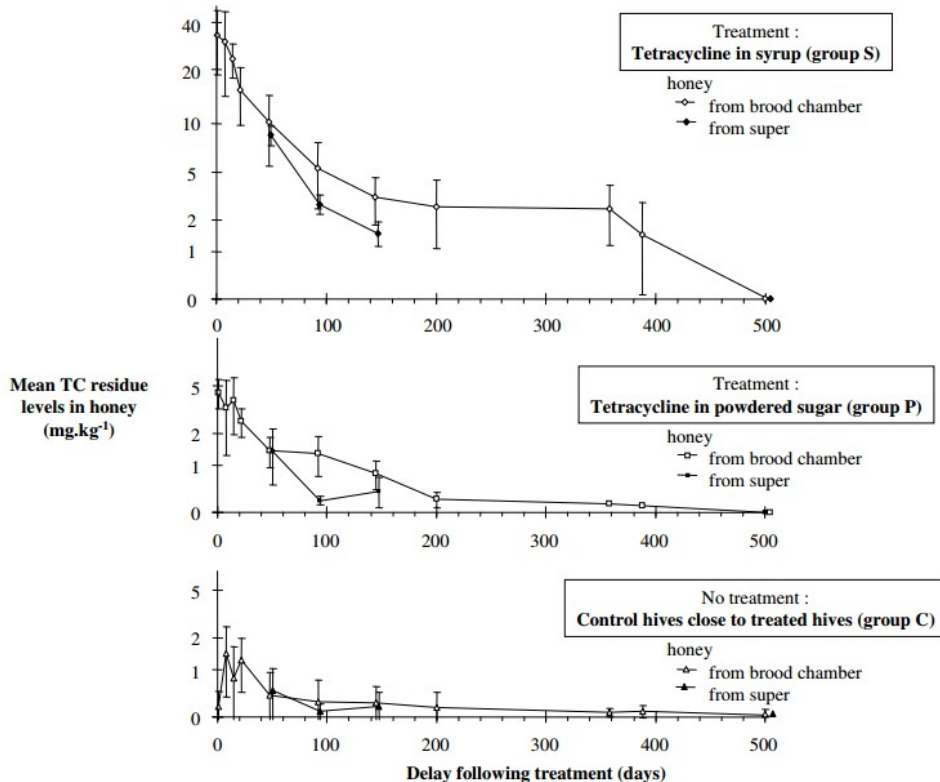 40
20
10
5
2
1
0
0 100 200 300 400 500
Treatment :
Tetracycline in syrup (group S)
honey
from brood chamber
from super
Mean TC residue
levels in honey
(mg.kg-1)
5
2
1
0
0 100 200 300 400 500
Treatment :
Tetracycline in powdered sugar (group P)
honey
from brood chamber
from super
5
2
1
0
0 100 200 300 400 500
No treatment :
Control hives close to treated hives (group C)
honey
from brood chamber
from super
Delay following treatment (days)